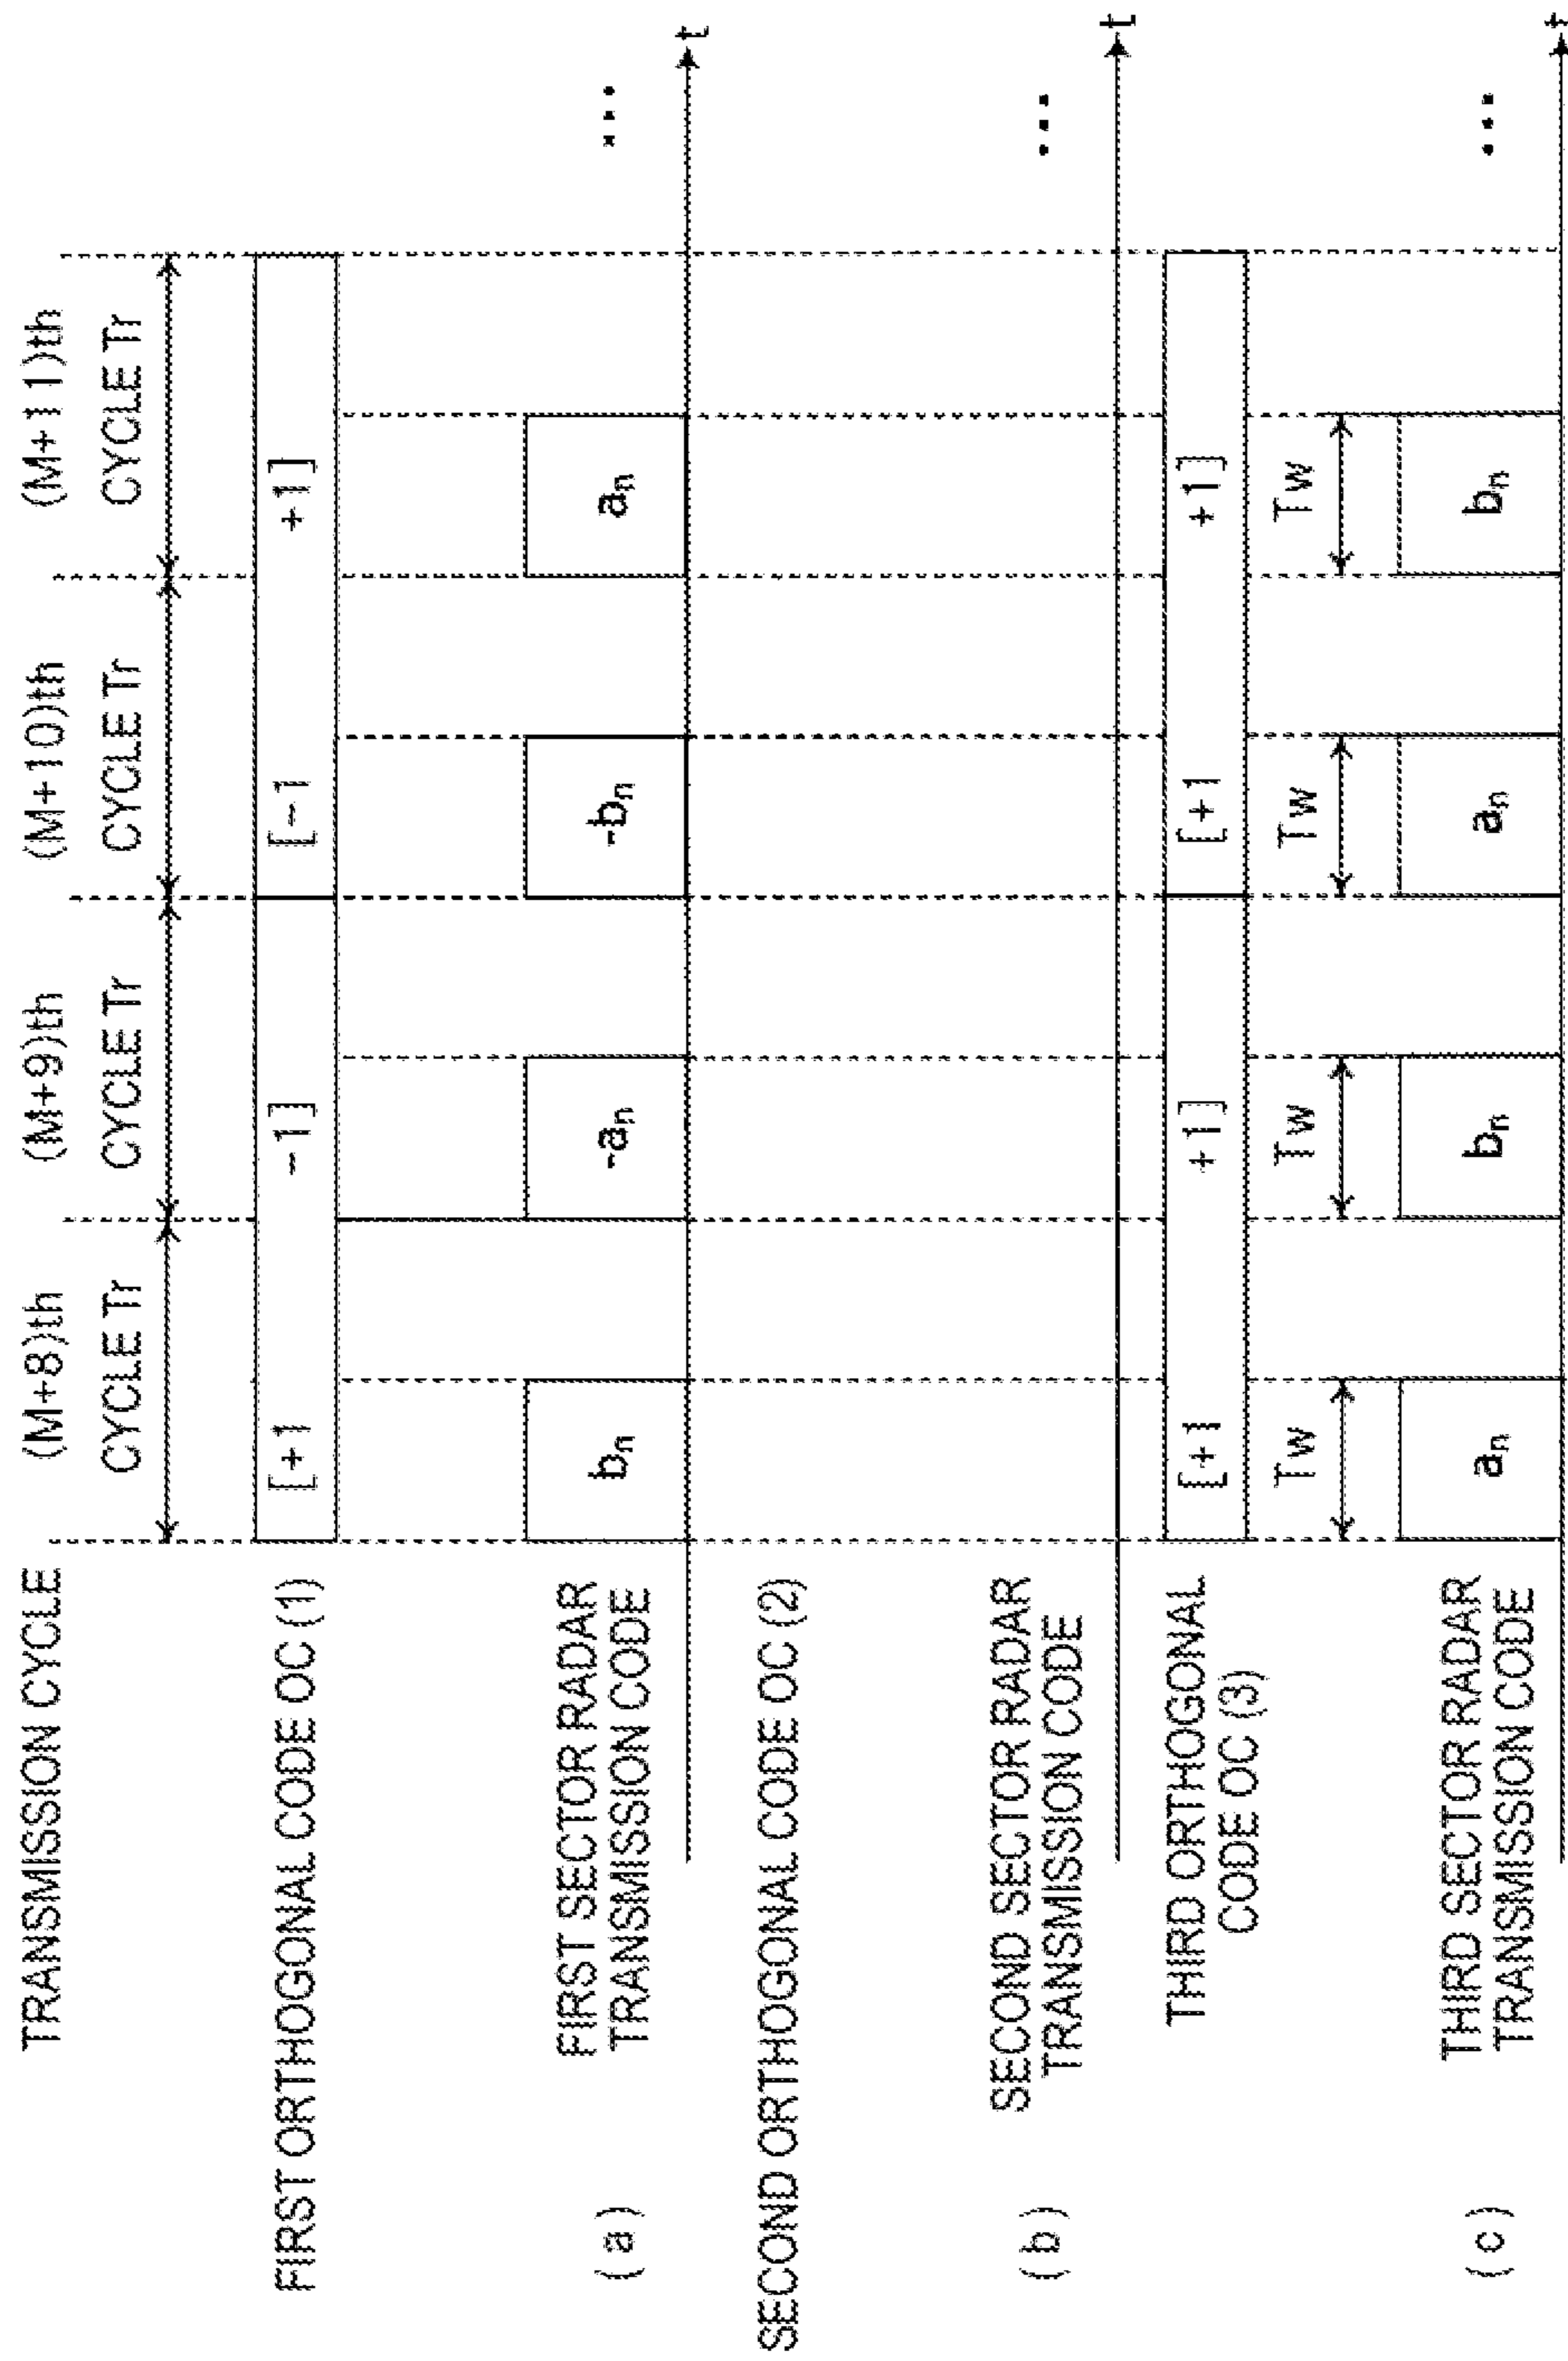 TRANSMISSION CYCLE
(M+8)th
CYCLE Tr
(M+9)th
CYCLE Tr
(M+10)th
CYCLE Tr
(M+11)th
CYCLE Tr
FIRST ORTHOGONAL CODE OC (1)
[+1
-1]
[-1
+1]
(a)
FIRST SECTOR RADAR
TRANSMISSION CODE
bn
-an
-bn
an
...
t
SECOND ORTHOGONAL CODE OC (2)
(b)
SECOND SECTOR RADAR
TRANSMISSION CODE
...
t
THIRD ORTHOGONAL
CODE OC (3)
[+1
+1]
[+1
+1]
Tw
Tw
Tw
Tw
(c)
THIRD SECTOR RADAR
TRANSMISSION CODE
an
bn
an
bn
...
t